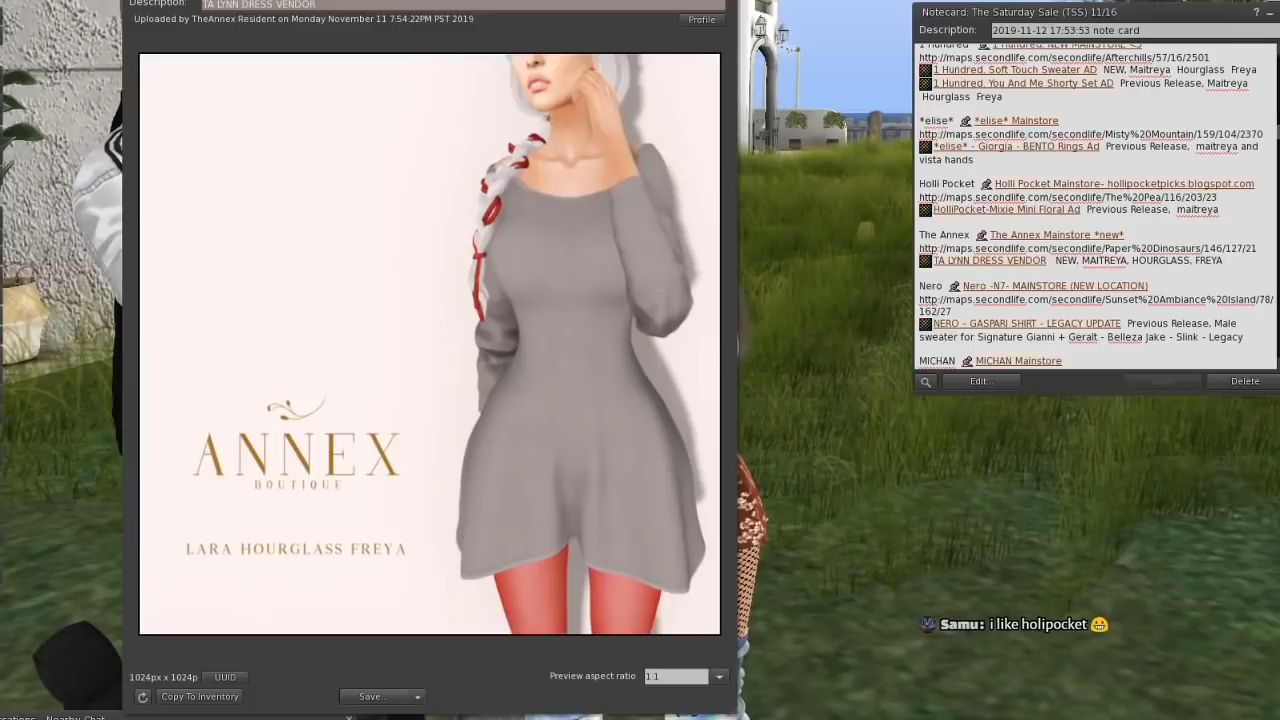 Description: TA LYNN DRESS VENDOR
Uploaded by TheAnnex Resident on Monday November 11 7:54:22PM PST 2019
Profile
ANNEX
BOUTIQUE
LARA HOURGLASS FREYA
1024px x 1024p UUID
Preview aspect ratio 1:1
Copy To Inventory
Save...
Nearby Chat
Notecard: The Saturday Sale (TSS) 11/16
? _
Description: 2019-11-12 17:53:53 note card
1 Hundred 1 Hundred. NEW MAINSTORE <3
http://maps.secondlife.com/secondlife/Afterchills/57/16/2501
1 Hundred. Soft Touch Sweater AD NEW, Maitreya Hourglass Freya
1 Hundred. You And Me Shorty Set AD Previous Release, Maitreya
Hourglass Freya
*elise* *elise* Mainstore
http://maps.secondlife.com/secondlife/Misty%20Mountain/159/104/2370
*elise* - Giorgia - BENTO Rings Ad Previous Release, maitreya and
vista hands
Holli Pocket Holli Pocket Mainstore- hollipocketpicks.blogspot.com
http://maps.secondlife.com/secondlife/The%20Pea/116/203/23
HolliPocket-Mixie Mini Floral Ad Previous Release, maitreya
The Annex The Annex Mainstore *new*
http://maps.secondlife.com/secondlife/Paper%20Dinosaurs/146/127/21
TA LYNN DRESS VENDOR NEW, MAITREYA, HOURGLASS, FREYA
Nero Nero -N7- MAINSTORE (NEW LOCATION)
http://maps.secondlife.com/secondlife/Sunset%20Ambiance%20Island/78/
162/27
NERO - GASPARI SHIRT - LEGACY UPDATE Previous Release, Male
sweater for Signature Gianni + Geralt - Belleza Jake - Slink - Legacy
MICHAN MICHAN Mainstore
Edit...
Delete
Samu: i like holipocket 😀